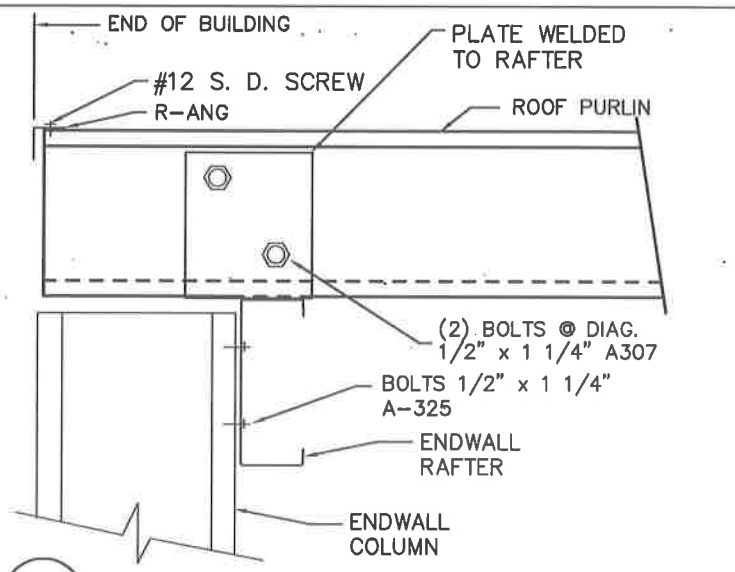 END OF BUILDING
PLATE WELDED
TO RAFTER
#12 S. D. SCREW
R-ANG
ROOF PURLIN
(2) BOLTS @ DIAG.
1/2" x 1 1/4" A307
BOLTS 1/2" x 1 1/4"
A-325
ENDWALL
RAFTER
ENDWALL
COLUMN